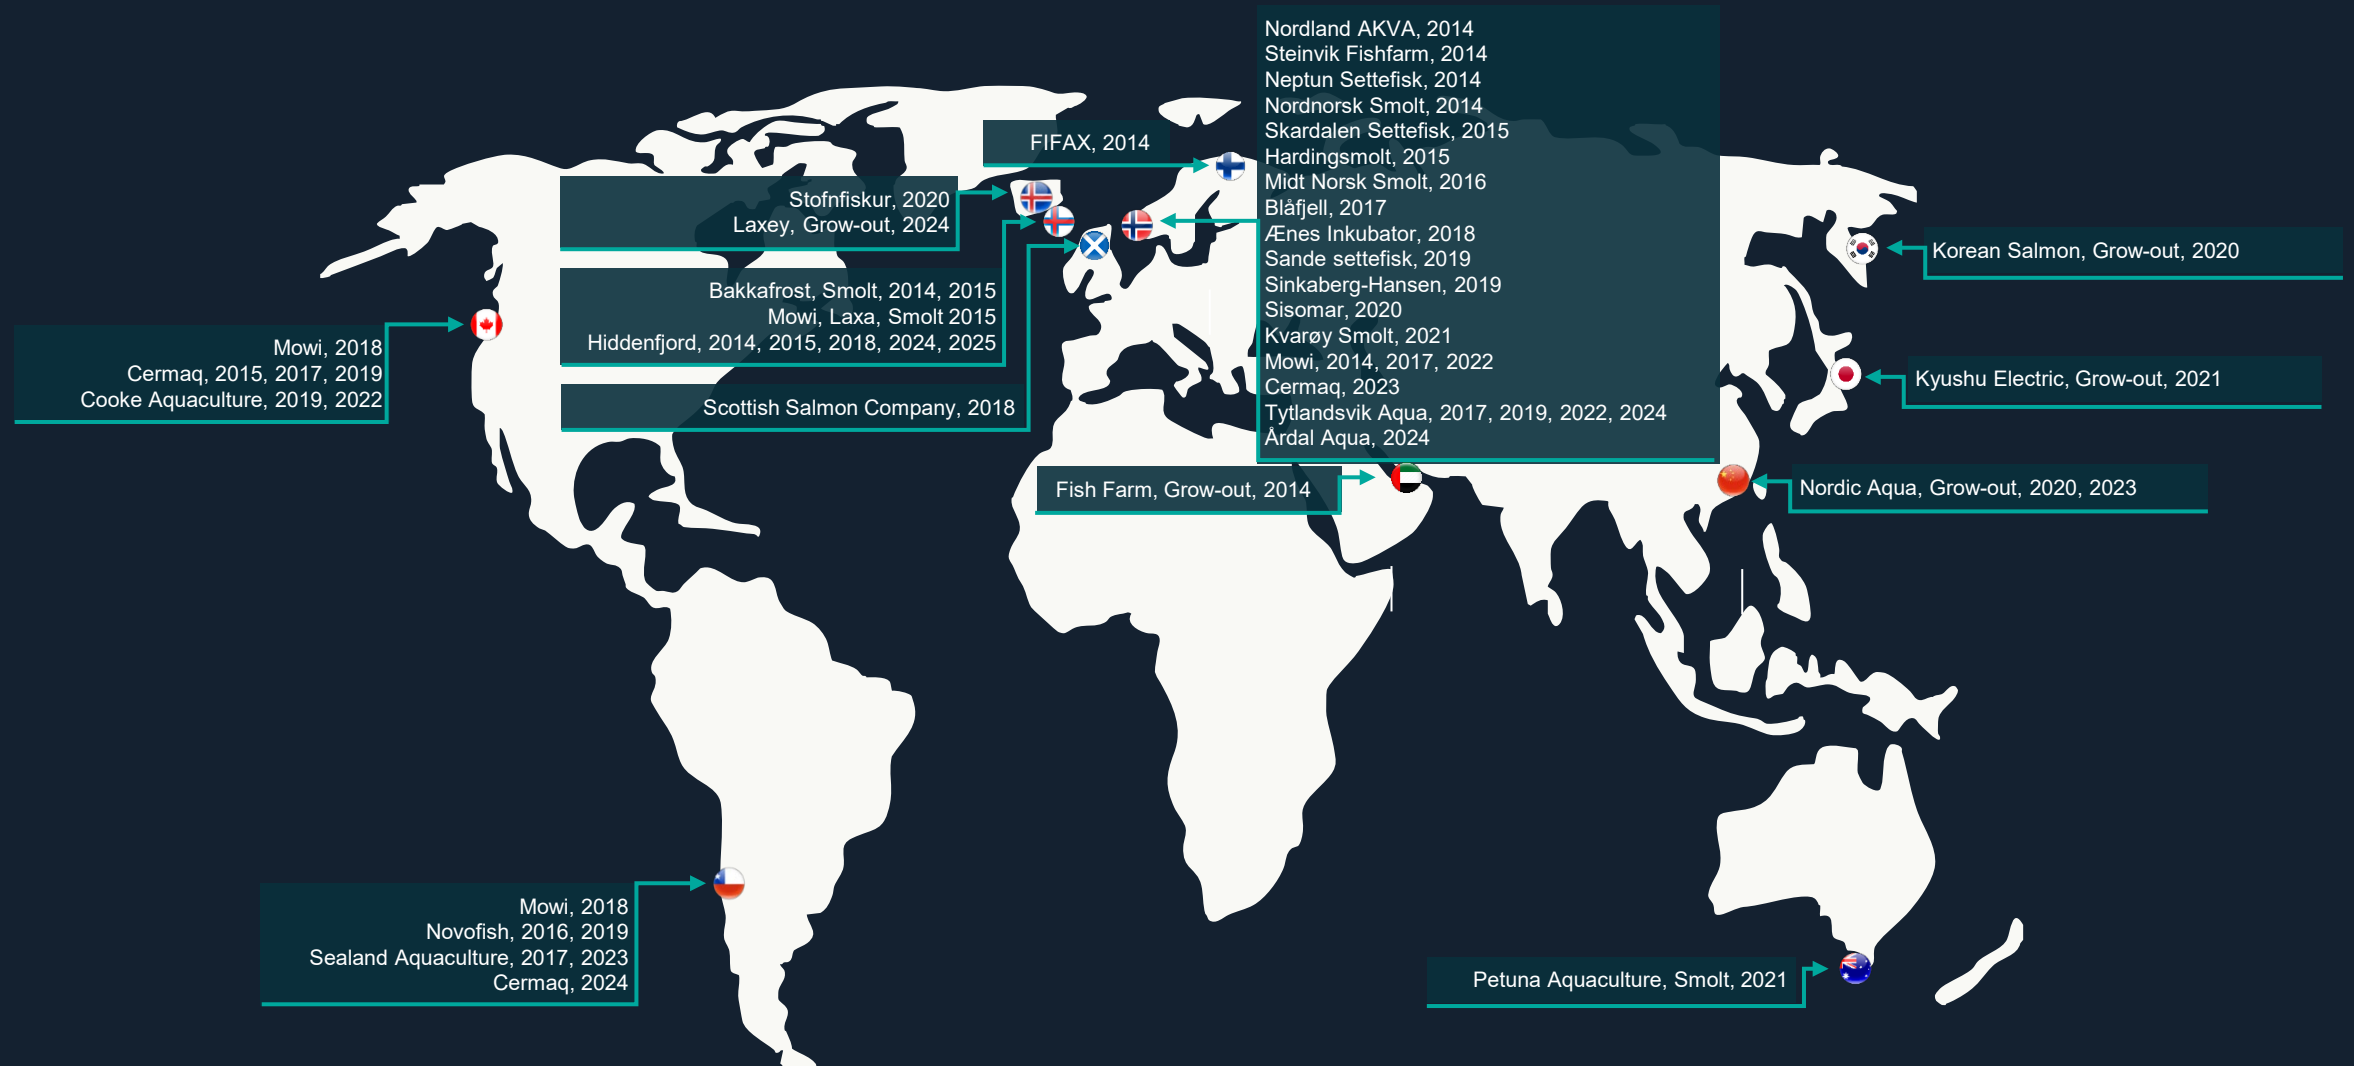 Nordland AKVA, 2014
Steinvik Fishfarm, 2014
Neptun Settefisk, 2014
Nordnorsk Smolt, 2014
Skardalen Settefisk, 2015
Hardingsmolt, 2015
Midt Norsk Smolt, 2016
Blåfjell, 2017
Ænes Inkubator, 2018
Sande settefisk, 2019
Sinkaberg-Hansen, 2019
Sisomar, 2020
Kvarøy Smolt, 2021
Mowi, 2014, 2017, 2022
Cermaq, 2023
Tytlandsvik Aqua, 2017, 2019, 2022, 2024
Årdal Aqua, 2024
FIFAX, 2014
Stofnfiskur, 2020
Laxey, Grow-out, 2024
Bakkafrost, Smolt, 2014, 2015
Mowi, Laxa, Smolt 2015
Hiddenfjord, 2014, 2015, 2018, 2024, 2025
Scottish Salmon Company, 2018
Mowi, 2018
Cermaq, 2015, 2017, 2019
Cooke Aquaculture, 2019, 2022
Korean Salmon, Grow-out, 2020
Kyushu Electric, Grow-out, 2021
Fish Farm, Grow-out, 2014
Nordic Aqua, Grow-out, 2020, 2023
Mowi, 2018
Novofish, 2016, 2019
Sealand Aquaculture, 2017, 2023
Cermaq, 2024
Petuna Aquaculture, Smolt, 2021